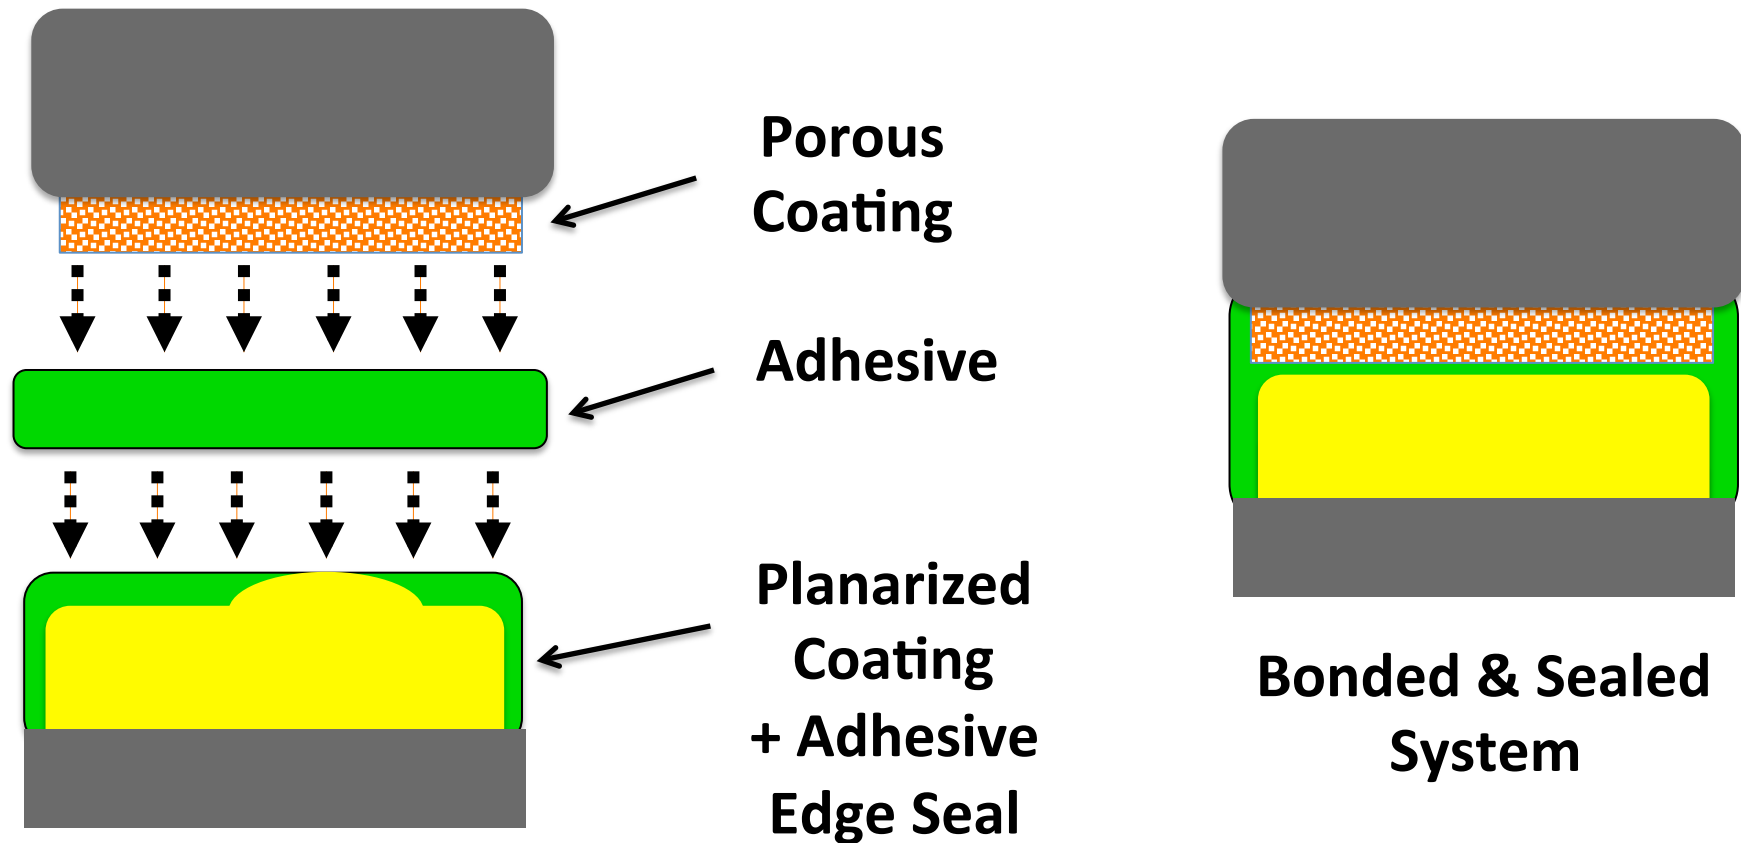 Porous
Coating
Adhesive
Planarized
Coating
+ Adhesive
Edge Seal
Bonded & Sealed
System